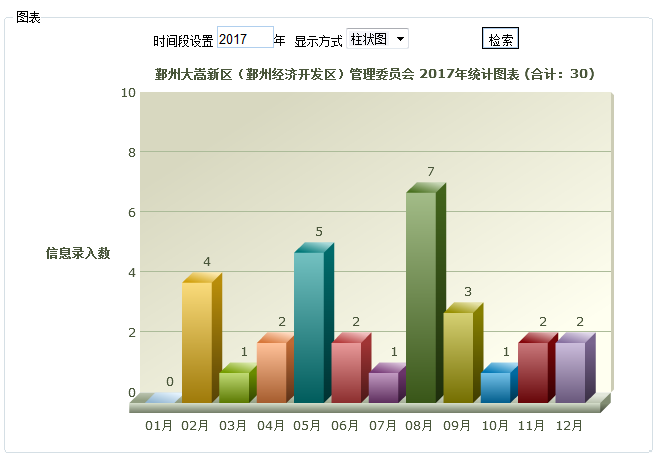 图表
时间段设置 2017 年 显示方式 柱状图 检索
鄞州大嵩新区（鄞州经济开发区）管理委员会 2017年统计图表 (合计：30)
10
8
6
4
2
0
信息录入数
0 4 1 2 5 2 1 7 3 1 2 2
01月 02月 03月 04月 05月 06月 07月 08月 09月 10月 11月 12月